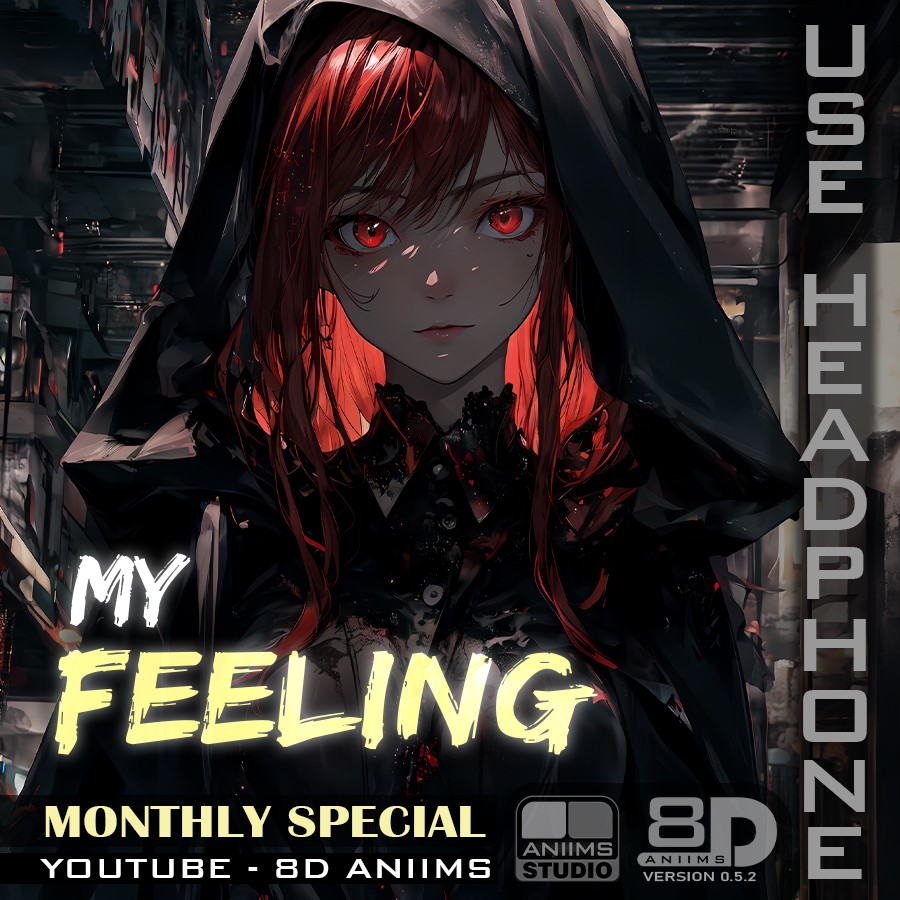 USE HEADPHONE
MY
FEELING
MONTHLY SPECIAL
YOUTUBE - 8D ANIIMS
ANIIMS
STUDIO
8D
ANIIMS
VERSION 0.5.2